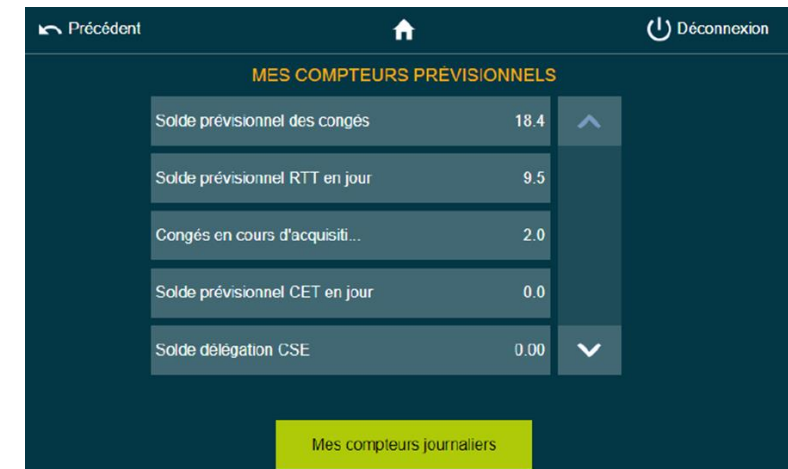 Précédent
Déconnexion
MES COMPTEURS PRÉVISIONNELS
Solde prévisionnel des congés 18.4
Solde prévisionnel RTT en jour 9.5
Congés en cours d'acquisiti... 2.0
Solde prévisionnel CET en jour 0.0
Solde délégation CSE 0.00
Mes compteurs journaliers